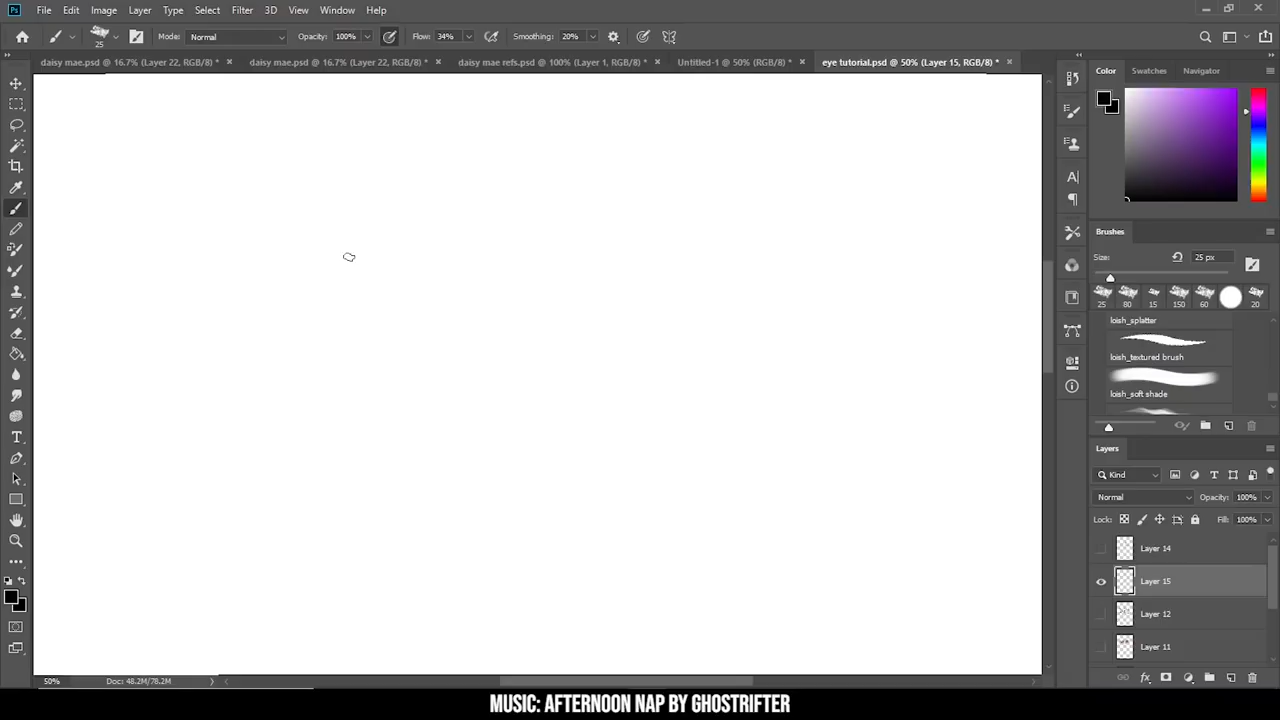 Ps File Edit Image Layer Type Select Filter 3D View Window Help
25 Mode: Normal Opacity: 100% Flow: 34% Smoothing: 20%
daisy mae.psd @ 16.7% (Layer 22, RGB/8) * × daisy mae.psd @ 16.7% (Layer 22, RGB/8) * × daisy mae refs.psd @ 100% (Layer 1, RGB/8) * × Untitled-1 @ 50% (RGB/8) * × eye tutorial.psd @ 50% (Layer 15, RGB/8) * ×
Color Swatches Navigator
Brushes
Size: 25 px
25 80 15 150 60 20
loish_splatter
loish_textured brush
loish_soft shade
Layers
Kind
Normal Opacity: 100%
Lock: Fill: 100%
Layer 14
Layer 15
Layer 12
Layer 11
50% Doc: 48.2M/78.2M
MUSIC: AFTERNOON NAP BY GHOSTRIFTER